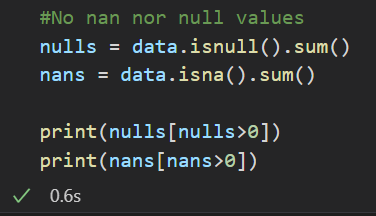 #No nan nor null values
nulls = data.isnull().sum()
nans = data.isna().sum()
print(nulls[nulls>0])
print(nans[nans>0])
0.6s